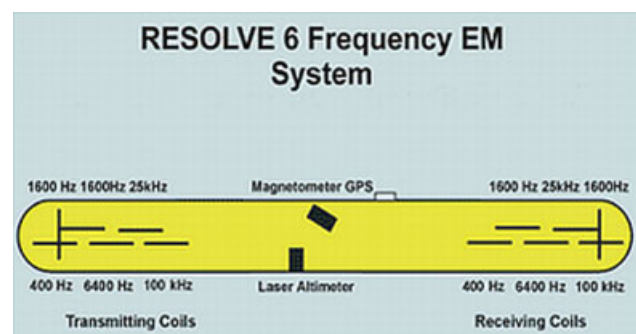 RESOLVE 6 Frequency EM
System
1600 Hz 1600Hz 25kHz Magnetometer GPS 1600 Hz 25kHz 1600Hz
400 Hz 6400 Hz 100 kHz Laser Altimeter 400 Hz 6400 Hz 100 kHz
Transmitting Coils Receiving Coils